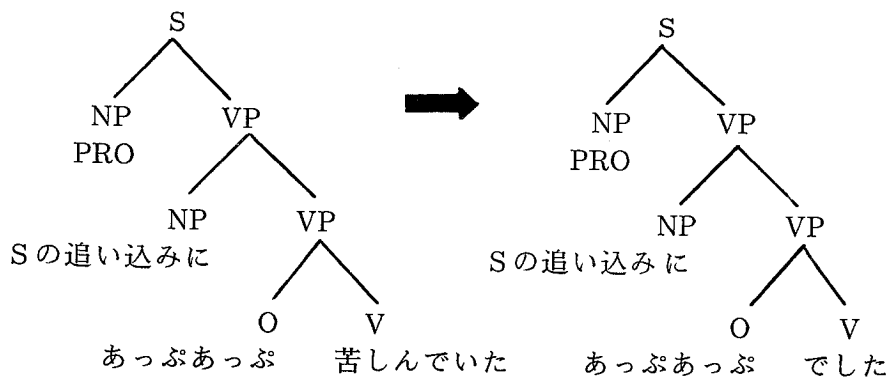 S S
NP VP NP VP
PRO PRO
NP VP NP VP
Sの追い込みに Sの追い込みに
O V O V
あっぷあっぷ 苦しんでいた あっぷあっぷ でした